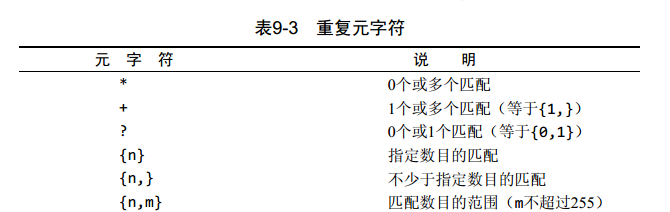 表9-3 重复元字符
元 字 符 说 明
* 0个或多个匹配
+ 1个或多个匹配（等于{1,}）
? 0个或1个匹配（等于{0,1}）
{n} 指定数目的匹配
{n,} 不少于指定数目的匹配
{n,m} 匹配数目的范围（m不超过255）